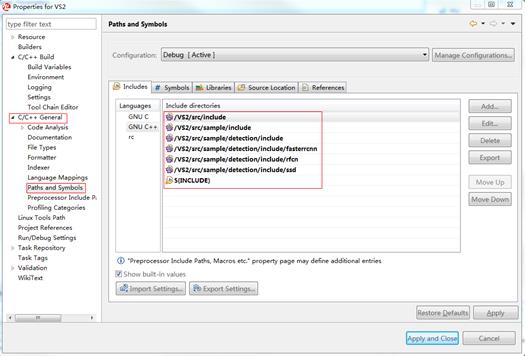 Properties for VS2
type filter text
Resource
Builders
C/C++ Build
Build Variables
Environment
Logging
Settings
Tool Chain Editor
C/C++ General
Code Analysis
Documentation
File Types
Formatter
Indexer
Language Mappings
Paths and Symbols
Preprocessor Include Pa
Profiling Categories
Linux Tools Path
Project References
Run/Debug Settings
Task Repository
Task Tags
Validation
WikiText
Paths and Symbols
Configuration: Debug [ Active ] Manage Configurations...
Includes # Symbols Libraries Source Location References
Languages
GNU C
GNU C++
rc
Include directories
/VS2/src/include
/VS2/src/sample/include
/VS2/src/sample/detection/include
/VS2/src/sample/detection/include/fasterrcnn
/VS2/src/sample/detection/include/rfcn
/VS2/src/sample/detection/include/ssd
$(INCLUDE)
Add...
Edit...
Delete
Export
Move Up
Move Down
"Preprocessor Include Paths, Macros etc." property page may define additional entries
Show built-in values
Import Settings... Export Settings...
Restore Defaults Apply
Apply and Close Cancel